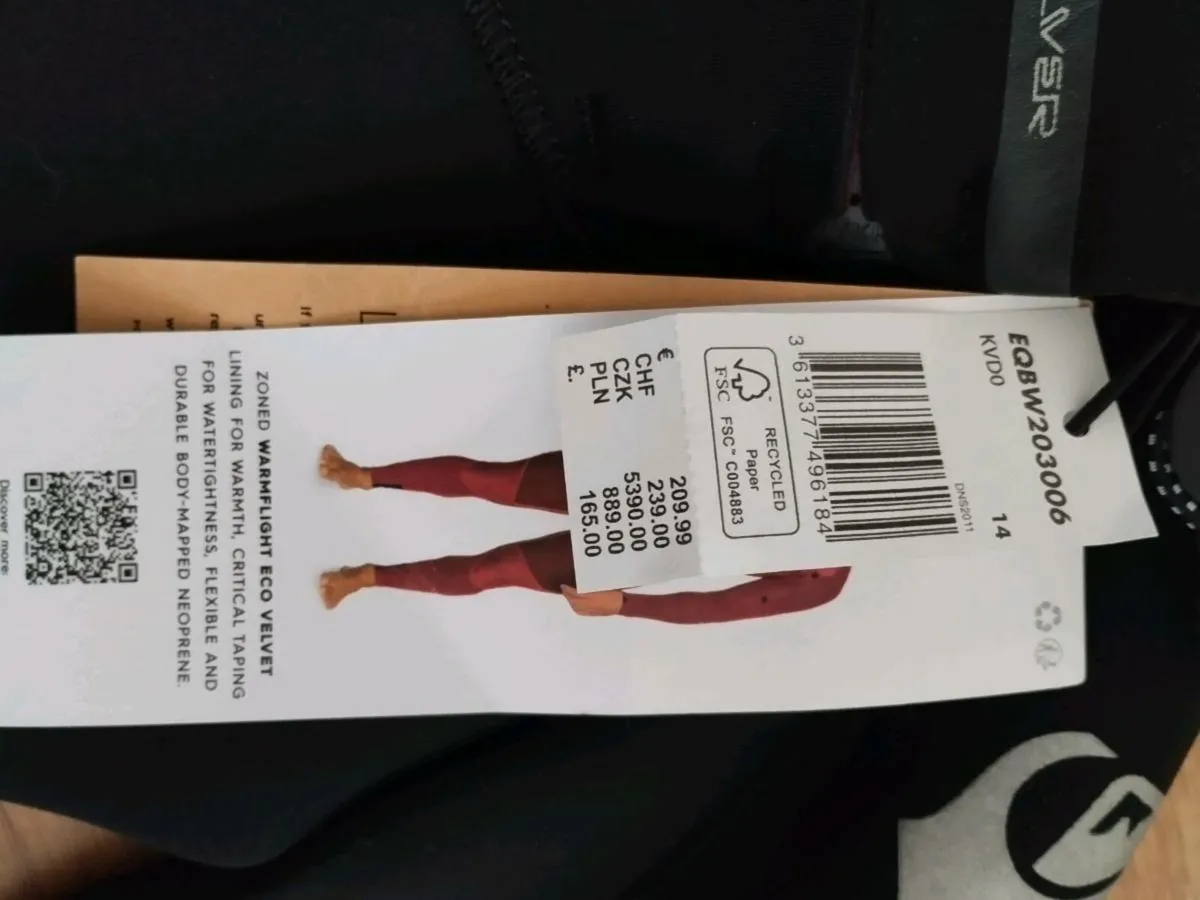 EQBW203006
KVD0 14
DNS2011
3 613377 496184
RECYCLED
Paper
FSC FSC™ C004883
€ 209.99
CHF 239.00
CZK 5390.00
PLN 889.00
£. 165.00
ZONED WARMFLIGHT ECO VELVET
LINING FOR WARMTH, CRITICAL TAPING
FOR WATERTIGHTNESS, FLEXIBLE AND
DURABLE BODY-MAPPED NEOPRENE.
Discover more:
If